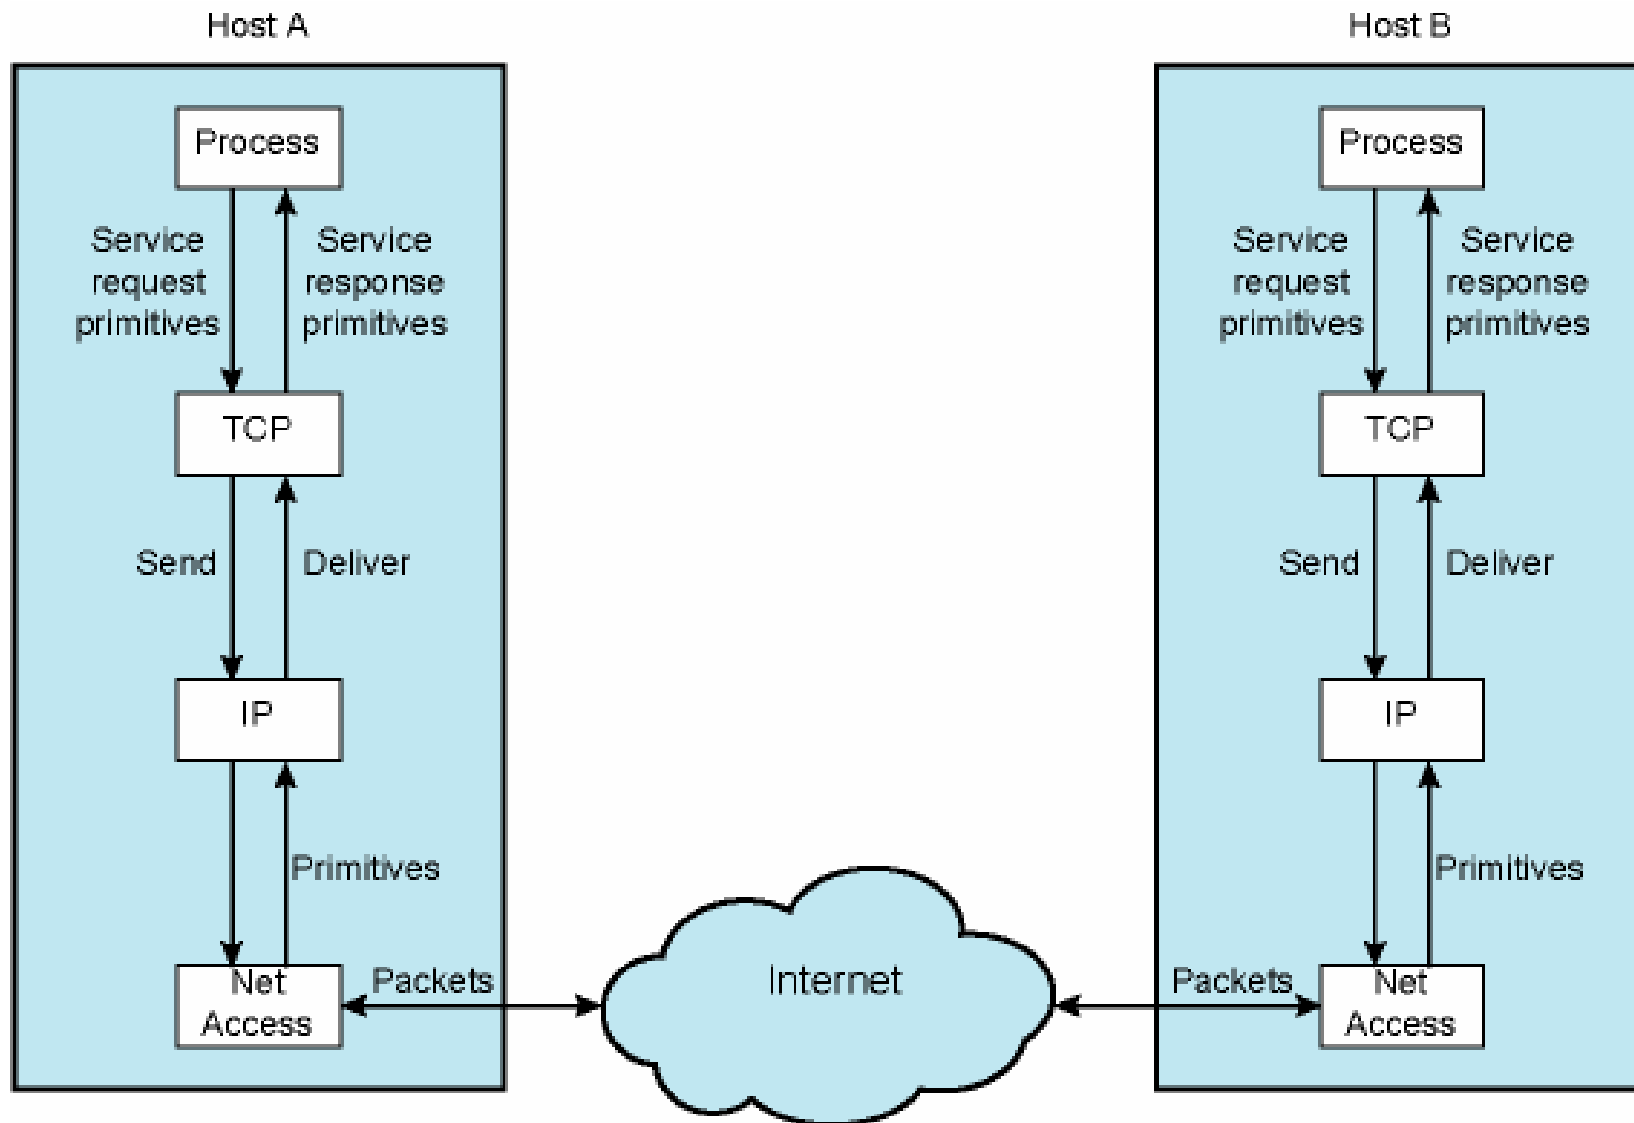 Host A
Process
Service
request
primitives
Service
response
primitives
TCP
Send
Deliver
IP
Primitives
Net
Access
Packets
Internet
Host B
Process
Service
request
primitives
Service
response
primitives
TCP
Send
Deliver
IP
Primitives
Packets
Net
Access